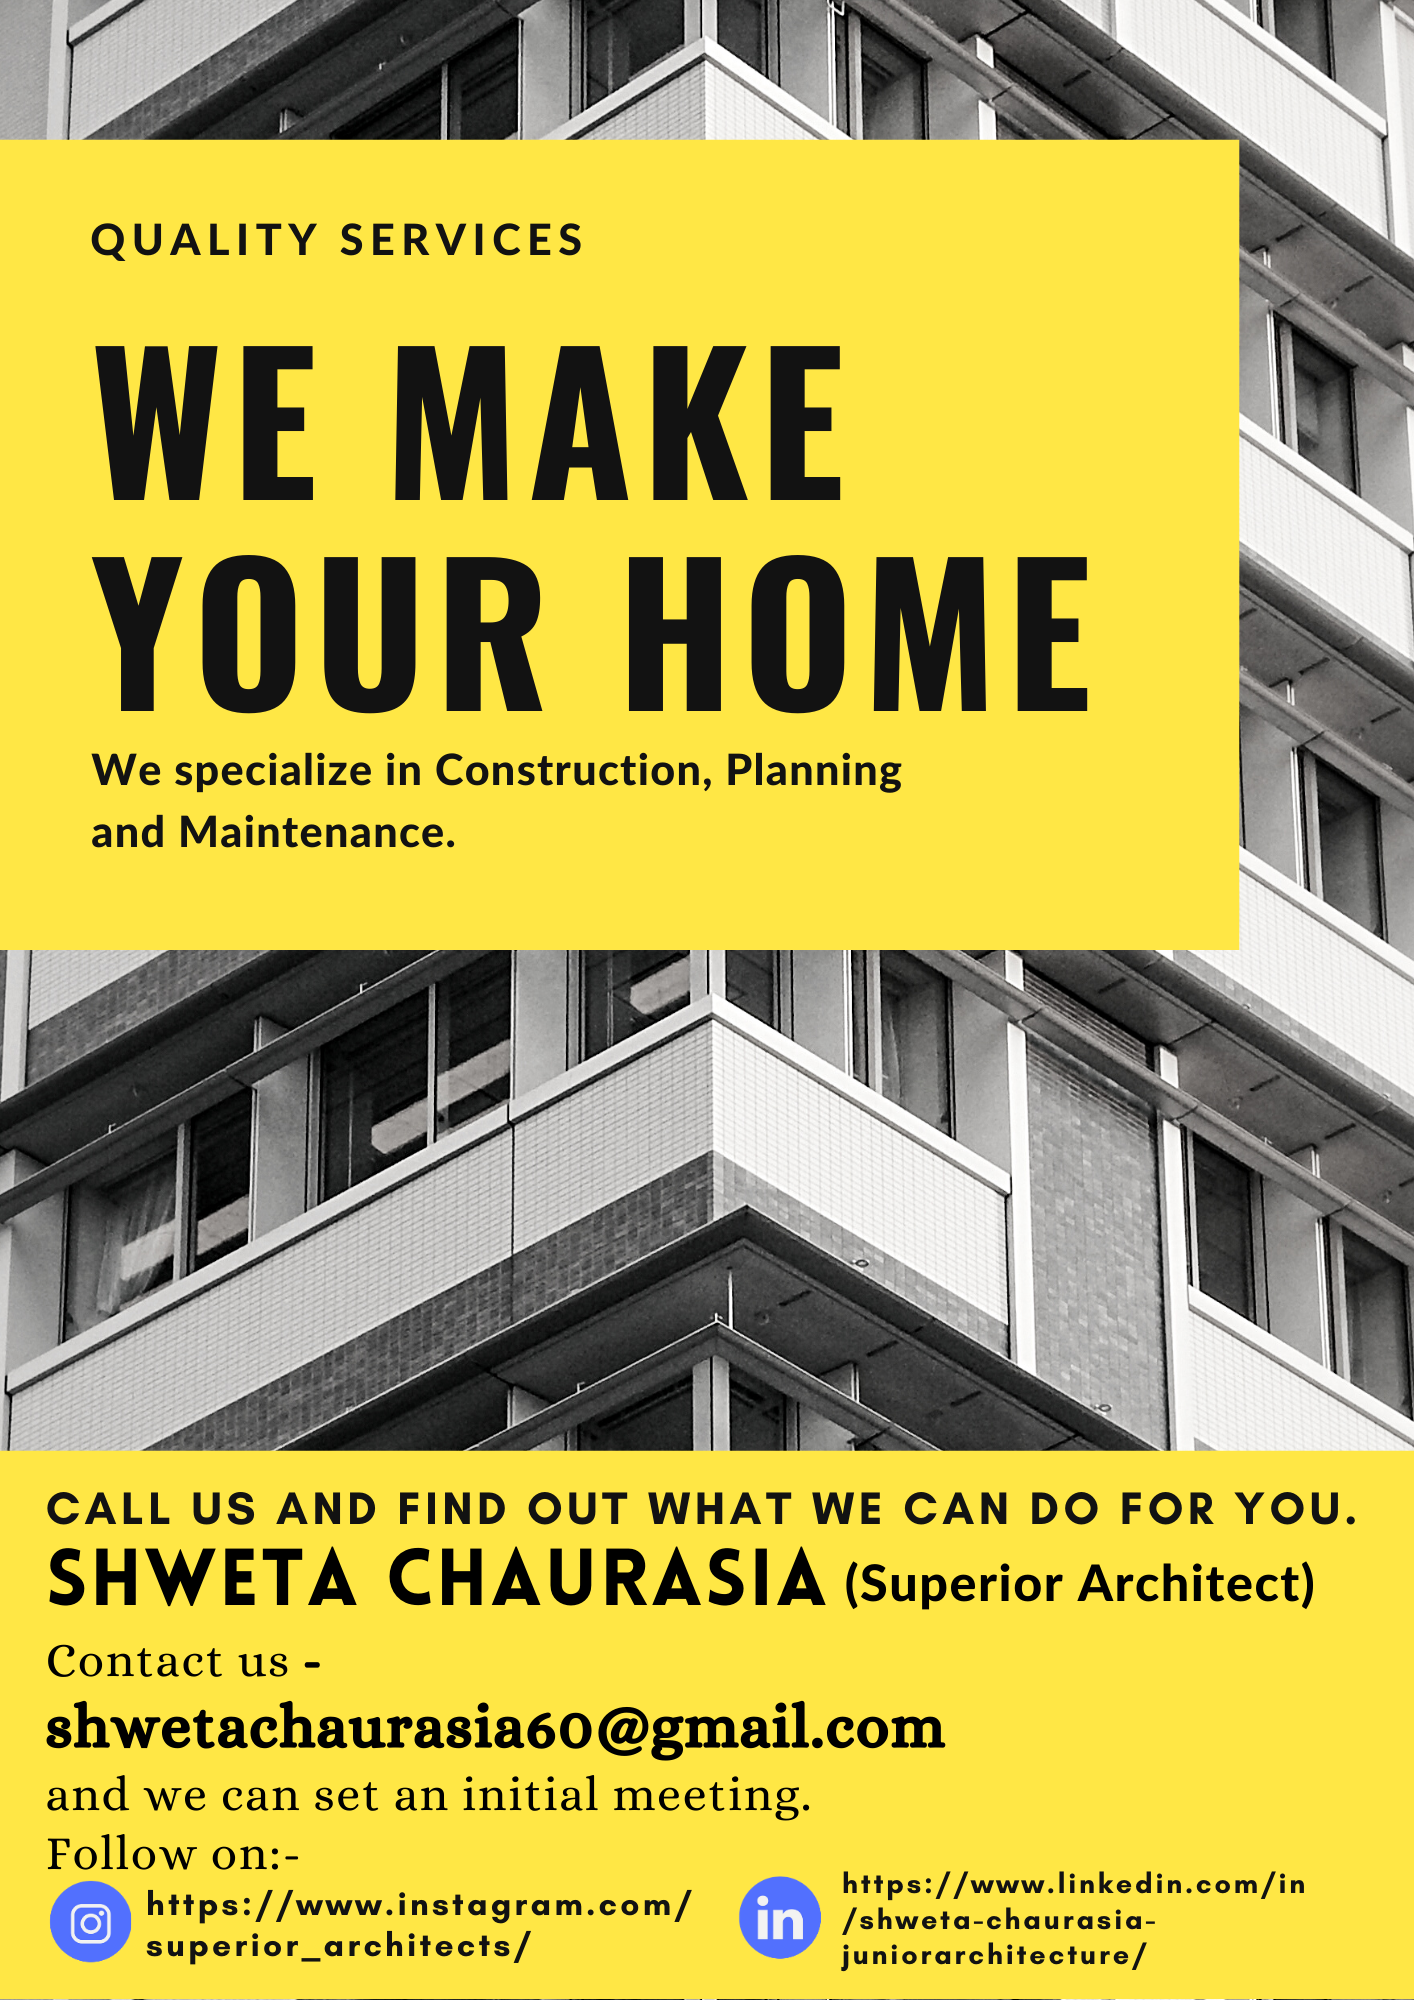 QUALITY SERVICES
WE MAKE
YOUR HOME
We specialize in Construction, Planning
and Maintenance.
CALL US AND FIND OUT WHAT WE CAN DO FOR YOU.
SHWETA CHAURASIA (Superior Architect)
Contact us -
shwetachaurasia60@gmail.com
and we can set an initial meeting.
Follow on:-
https://www.instagram.com/
superior_architects/
in
https://www.linkedin.com/in
/shweta-chaurasia-
juniorarchitecture/